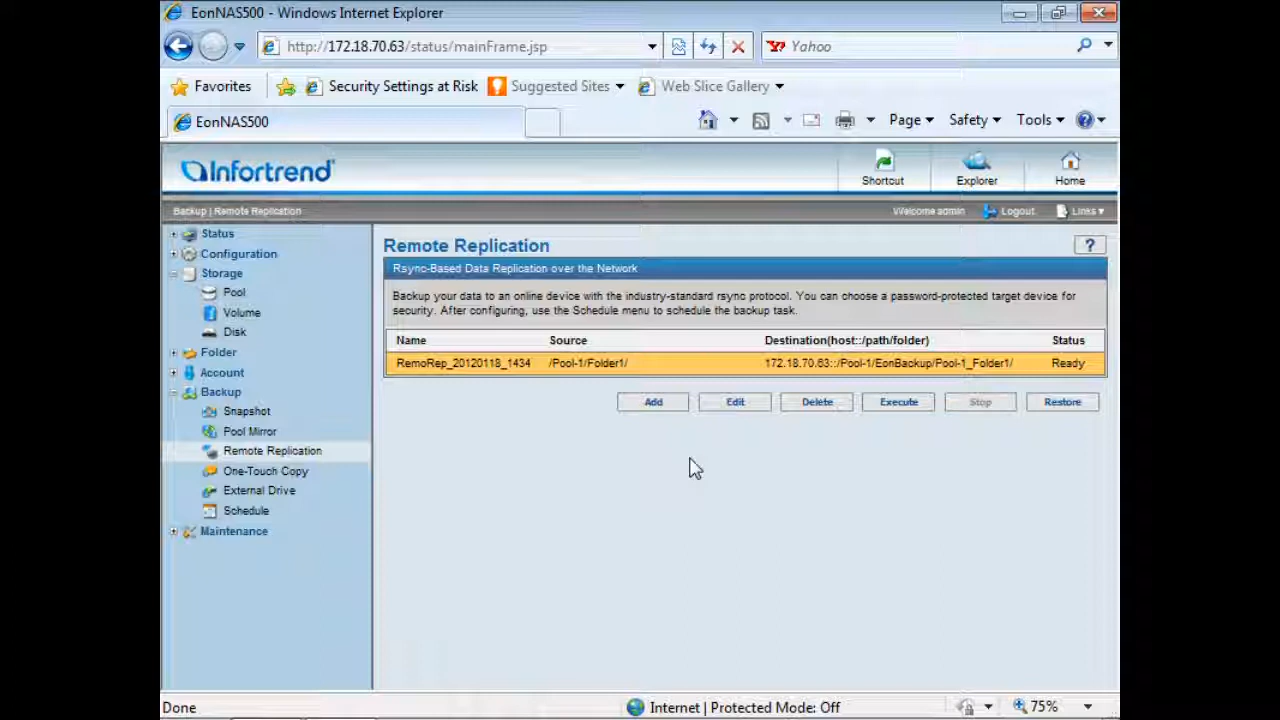 EonNAS500 - Windows Internet Explorer
http://172.18.70.63/status/mainFrame.jsp
Yahoo
Favorites
Security Settings at Risk
Suggested Sites
Web Slice Gallery
EonNAS500
Page
Safety
Tools
Infortrend
Shortcut
Explorer
Home
Backup | Remote Replication
Welcome admin
Logout
Links
Status
Configuration
Storage
Pool
Volume
Disk
Folder
Account
Backup
Snapshot
Pool Mirror
Remote Replication
One-Touch Copy
External Drive
Schedule
Maintenance
Remote Replication
?
Rsync-Based Data Replication over the Network
Backup your data to an online device with the industry-standard rsync protocol. You can choose a password-protected target device for
security. After configuring, use the Schedule menu to schedule the backup task.
Name Source Destination(host::/path/folder) Status
RemoRep_20120118_1434 /Pool-1/Folder1/ 172.18.70.63::/Pool-1/EonBackup/Pool-1_Folder1/ Ready
Add Edit Delete Execute Stop Restore
Done
Internet | Protected Mode: Off
75%